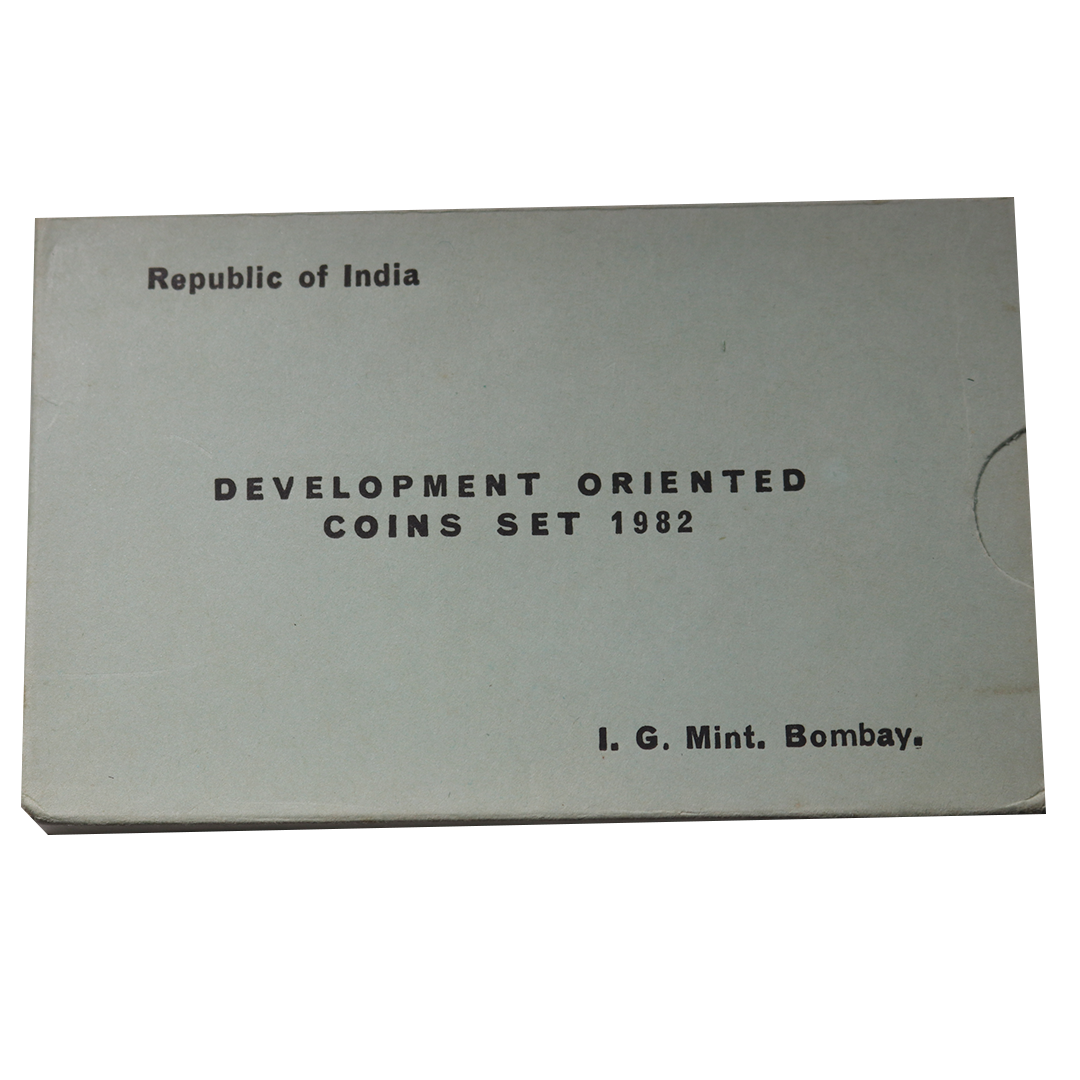 Republic of India
DEVELOPMENT ORIENTED
COINS SET 1982
I. G. Mint. Bombay.